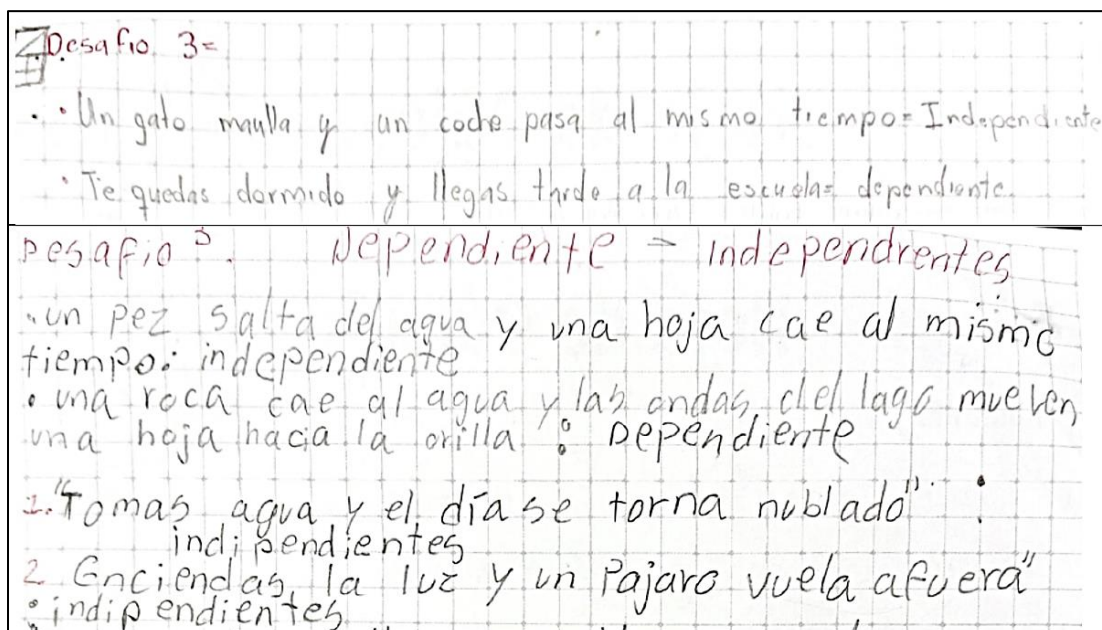 Desafio 3=
• Un gato maulla y un coche pasa al mismo tiempo= Independiente
• Te quedas dormido y llegas tarde a la escuela= dependiente.
Desafio 3. Dependiente - independientes
• un pez salta del agua y una hoja cae al mismo
tiempo: independiente
• una roca cae al agua y las ondas del lago mueven
una hoja hacia la orilla : Dependiente
1. "Tomas agua y el día se torna nublado" :
indipendientes
2 Enciendas la luz y un Pajaro vuela afuera"
: indipendientes